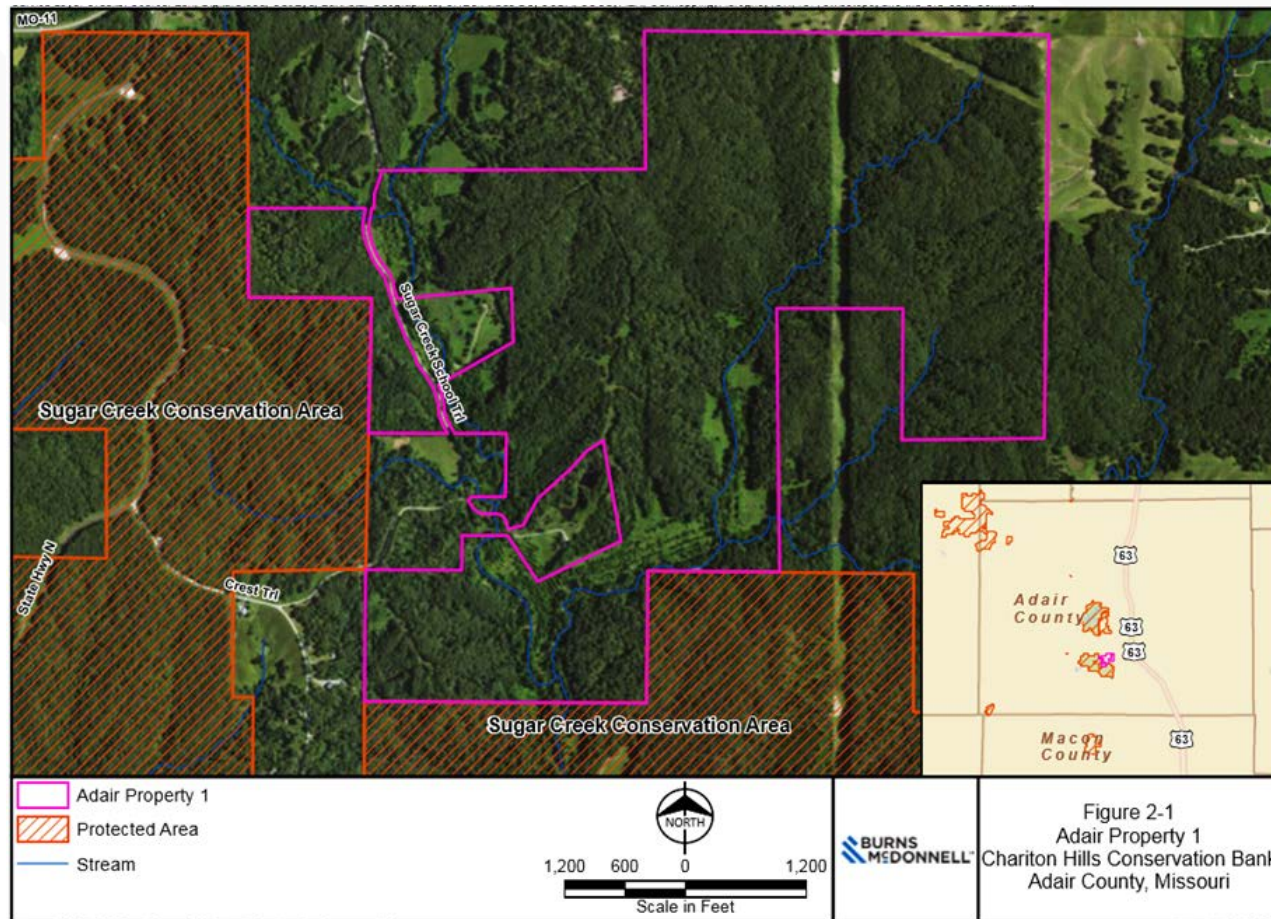 MO-11
Sugar Creek School Trl
Sugar Creek Conservation Area
State Hwy N
Crest Trl
Sugar Creek Conservation Area
63
Adair
County
63
63
Macon
County
63
Adair Property 1
Protected Area
Stream
NORTH
1,200 600 0 1,200
Scale in Feet
BURNS
MCDONNELL
Figure 2-1
Adair Property 1
Chariton Hills Conservation Bank
Adair County, Missouri